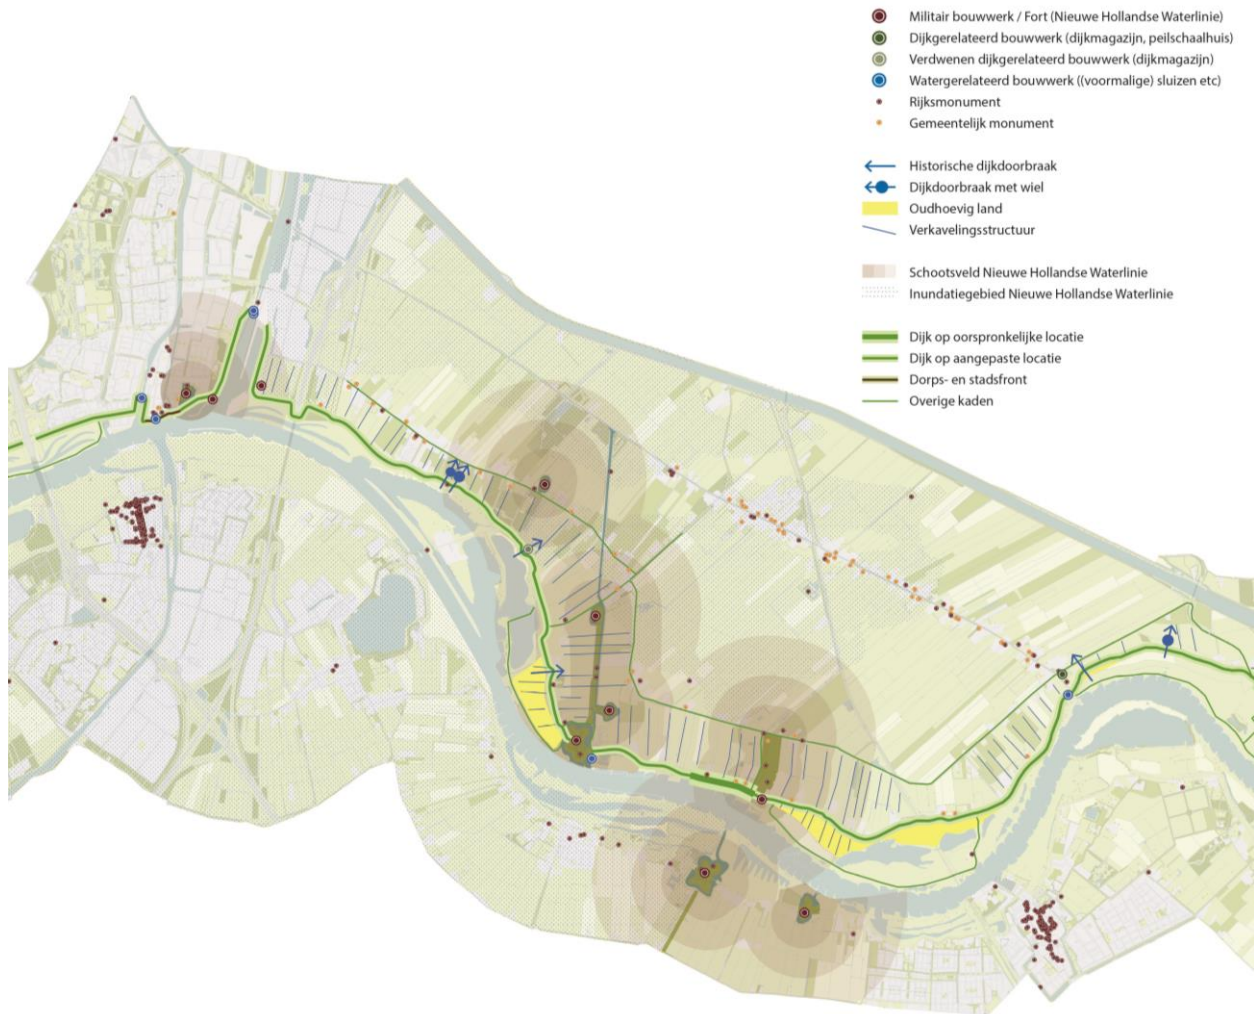 Militair bouwwerk / Fort (Nieuwe Hollandse Waterlinie)
Dijkgerelateerd bouwwerk (dijkmagazijn, peilschaalhuis)
Verdwenen dijkgerelateerd bouwwerk (dijkmagazijn)
Watergerelateerd bouwwerk ((voormalige) sluizen etc)
Rijksmonument
Gemeentelijk monument
Historische dijkdoorbraak
Dijkdoorbraak met wiel
Oudhoevig land
Verkavelingsstructuur
Schootsveld Nieuwe Hollandse Waterlinie
Inundatiegebied Nieuwe Hollandse Waterlinie
Dijk op oorspronkelijke locatie
Dijk op aangepaste locatie
Dorps- en stadsfront
Overige kaden